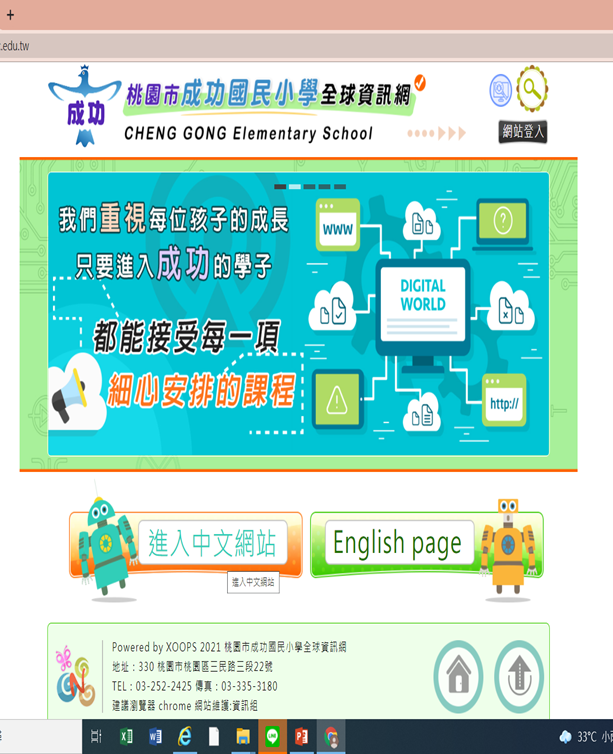 .edu.tw
成功
桃園市成功國民小學全球資訊網
CHENG GONG Elementary School
網站登入
我們重視每位孩子的成長
只要進入成功的學子
都能接受每一項
細心安排的課程
www
DIGITAL
WORLD
http://
進入中文網站
English page
進入中文網站
Powered by XOOPS 2021 桃園市成功國民小學全球資訊網
地址：330 桃園市桃園區三民路三段22號
TEL：03-252-2425 傳真：03-335-3180
建議瀏覽器 chrome 網站維護:資訊組
33°C